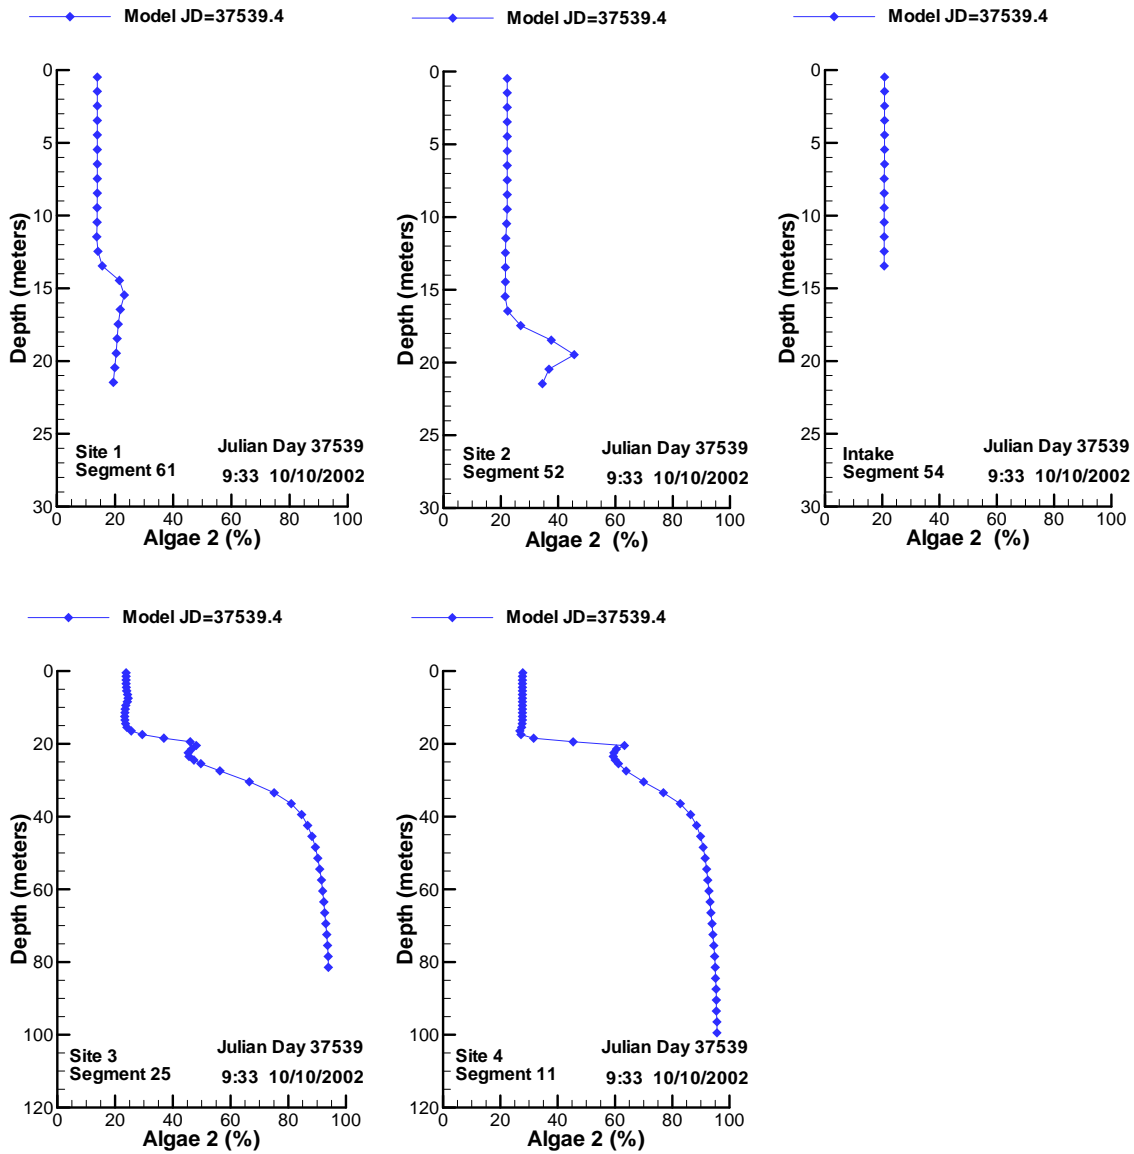 Model JD=37539.4
0
5
10
15
20
25
30
Depth (meters)
0 20 40 60 80 100
Algae 2 (%)
Site 1
Segment 61
Julian Day 37539
9:33 10/10/2002
Model JD=37539.4
0
5
10
15
20
25
30
Depth (meters)
0 20 40 60 80 100
Algae 2 (%)
Site 2
Segment 52
Julian Day 37539
9:33 10/10/2002
Model JD=37539.4
0
5
10
15
20
25
30
Depth (meters)
0 20 40 60 80 100
Algae 2 (%)
Intake
Segment 54
Julian Day 37539
9:33 10/10/2002
Model JD=37539.4
0
20
40
60
80
100
120
Depth (meters)
0 20 40 60 80 100
Algae 2 (%)
Site 3
Segment 25
Julian Day 37539
9:33 10/10/2002
Model JD=37539.4
0
20
40
60
80
100
120
Depth (meters)
0 20 40 60 80 100
Algae 2 (%)
Site 4
Segment 11
Julian Day 37539
9:33 10/10/2002